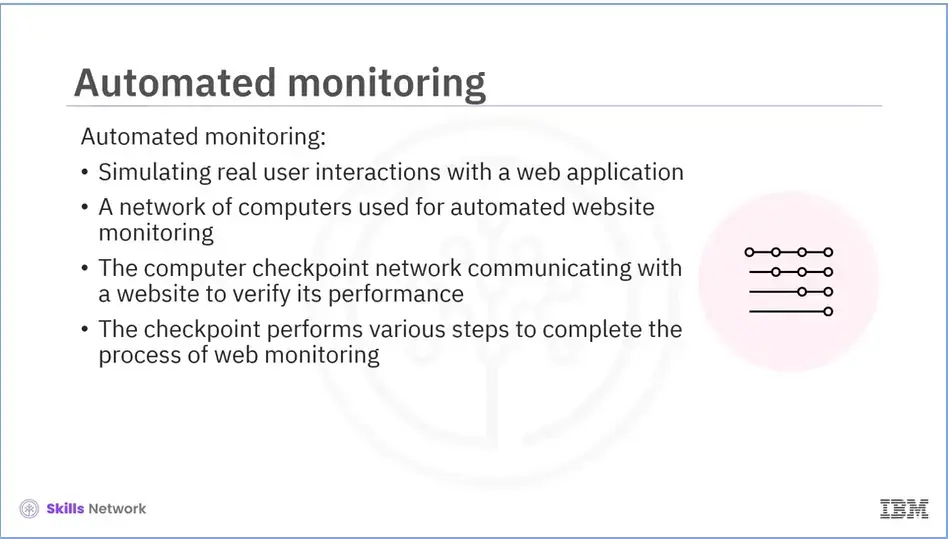 Automated monitoring
Automated monitoring:
• Simulating real user interactions with a web application
• A network of computers used for automated website
monitoring
• The computer checkpoint network communicating with
a website to verify its performance
• The checkpoint performs various steps to complete the
process of web monitoring
Skills Network
IBM